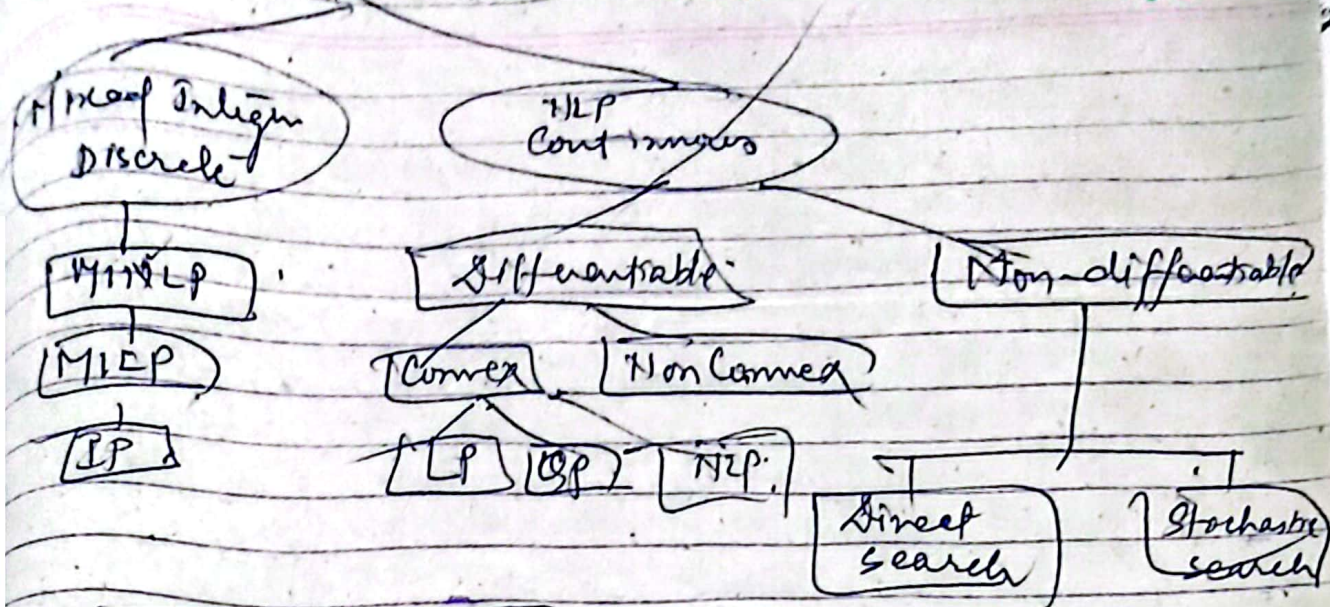 Integer
Discrete
NLP
Continuous
MINLP
Differentiable
Non-differentiable
MILP
Convex
Non Convex
IP
LP
QP
NLP.
Direct
search
Stochastic
search